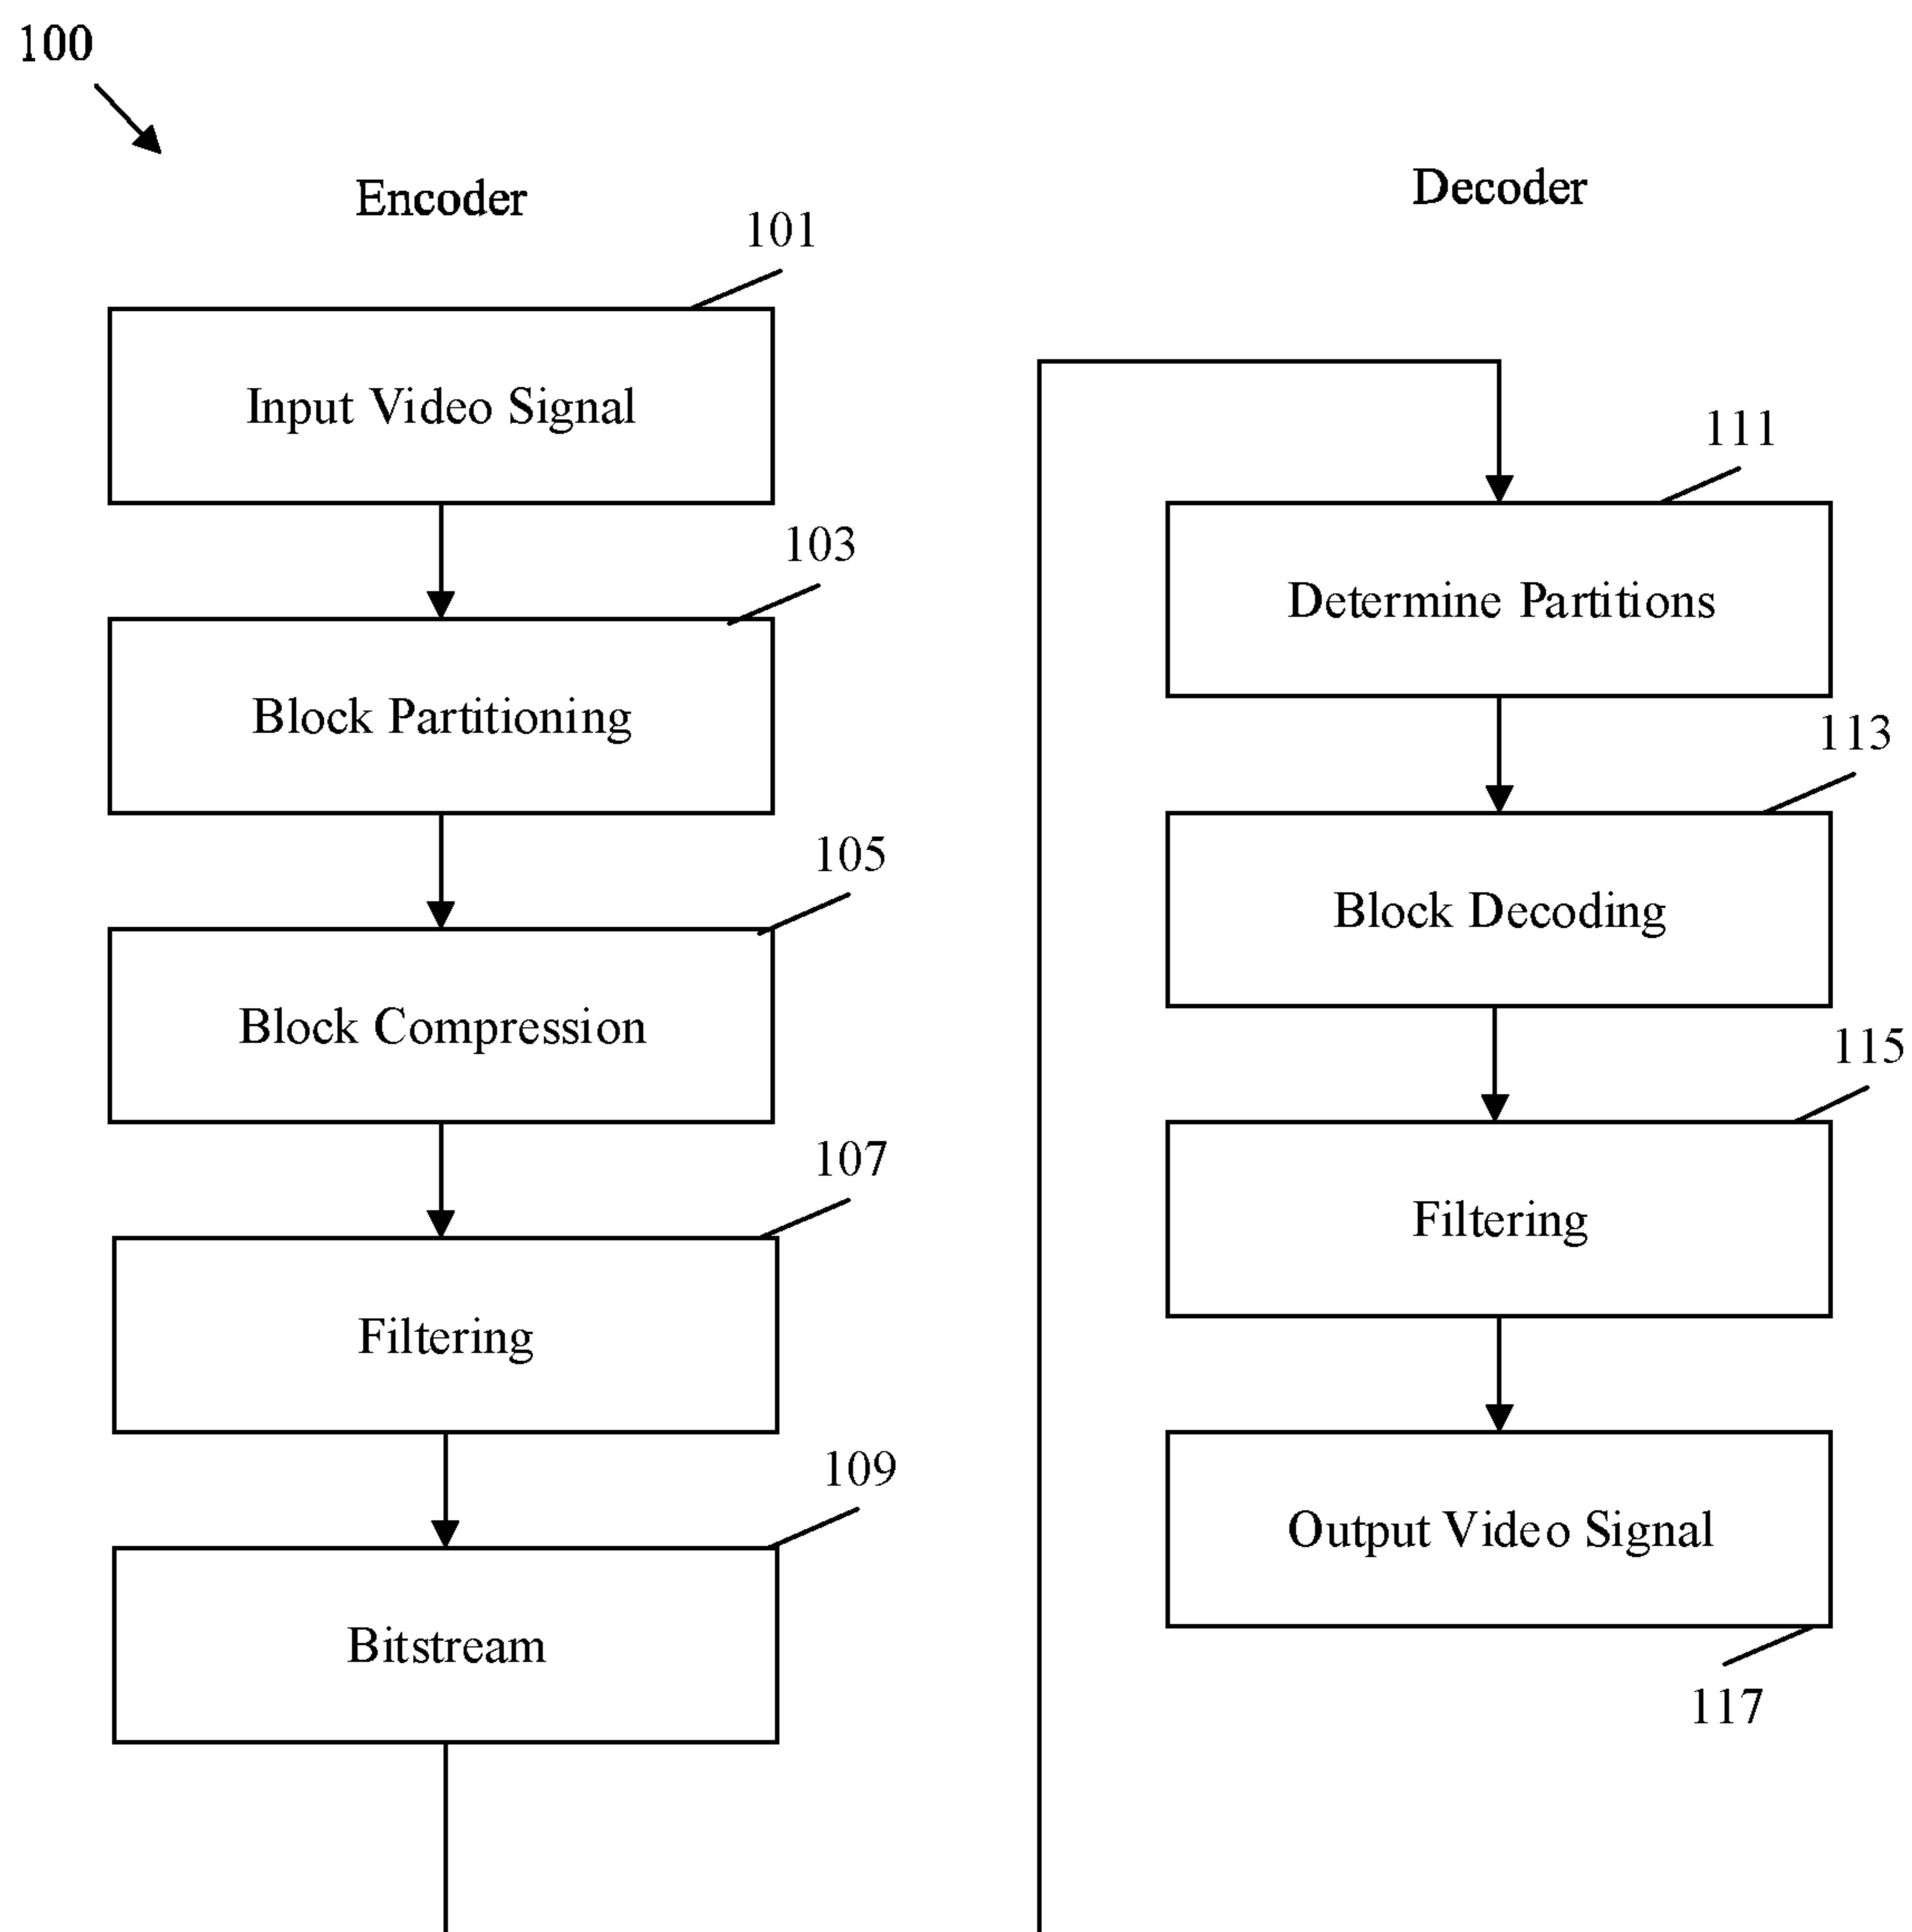 100
Encoder
101
Input Video Signal
103
Block Partitioning
105
Block Compression
107
Filtering
109
Bitstream
Decoder
111
Determine Partitions
113
Block Decoding
115
Filtering
Output Video Signal
117